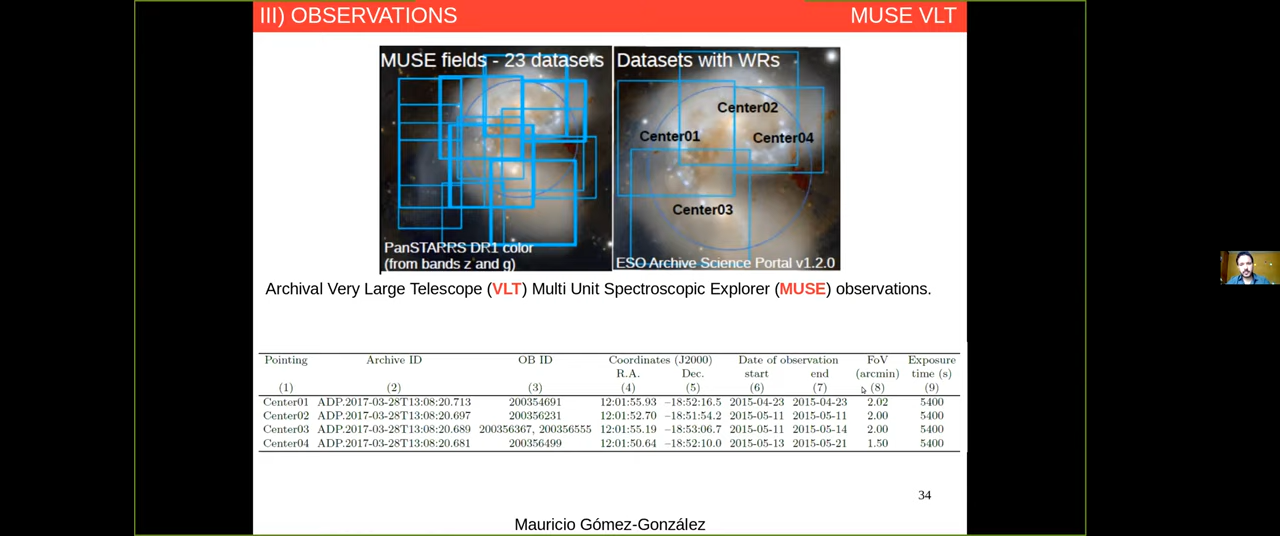 III) OBSERVATIONS MUSE VLT
MUSE fields - 23 datasets
Datasets with WRs
Center02
Center01
Center04
Center03
PanSTARRS DR1 color
(from bands z and g)
ESO Archive Science Portal v1.2.0
Archival Very Large Telescope (VLT) Multi Unit Spectroscopic Explorer (MUSE) observations.
Pointing Archive ID OB ID Coordinates (J2000) Date of observation FoV Exposure
R.A. Dec. start end (arcmin) time (s)
(1) (2) (3) (4) (5) (6) (7) (8) (9)
Center01 ADP.2017-03-28T13:08:20.713 200354691 12:01:55.93 –18:52:16.5 2015-04-23 2015-04-23 2.02 5400
Center02 ADP.2017-03-28T13:08:20.697 200356231 12:01:52.70 –18:51:54.2 2015-05-11 2015-05-11 2.00 5400
Center03 ADP.2017-03-28T13:08:20.689 200356367, 200356555 12:01:55.19 –18:53:06.7 2015-05-11 2015-05-14 2.00 5400
Center04 ADP.2017-03-28T13:08:20.681 200356499 12:01:50.64 –18:52:10.0 2015-05-13 2015-05-21 1.50 5400
34
Mauricio Gómez-González